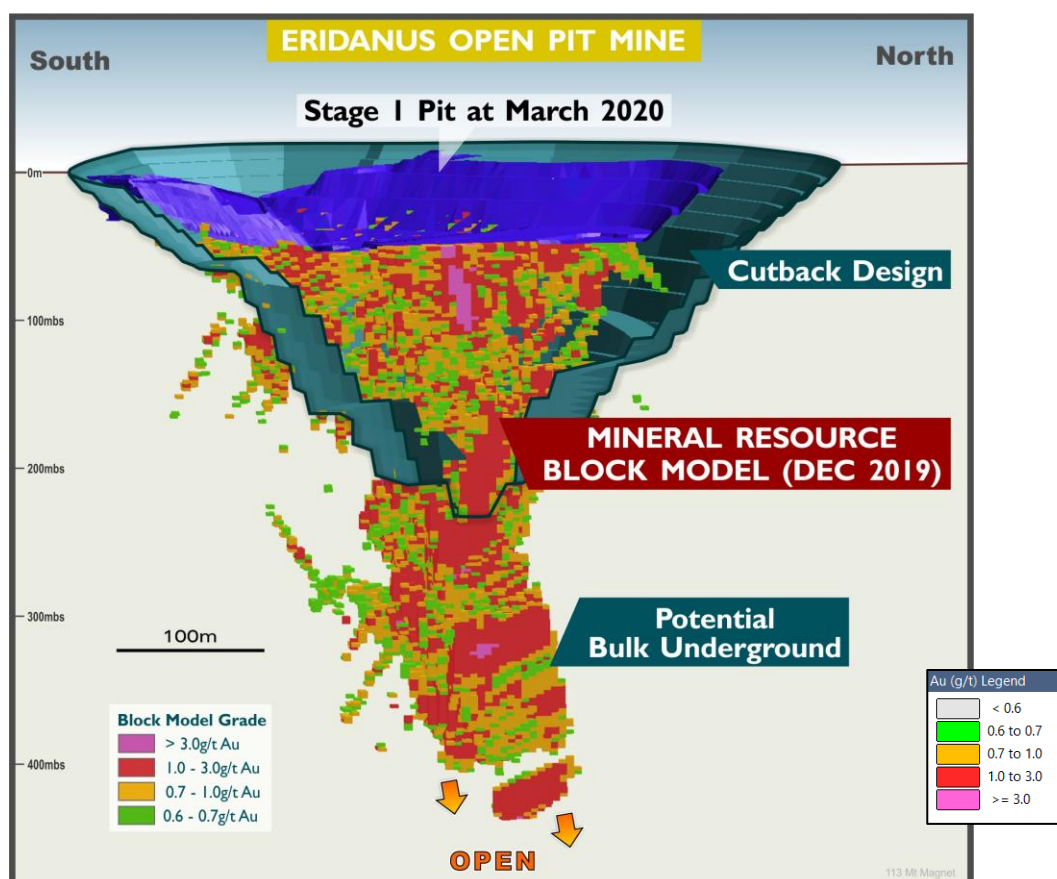 ERIDANUS OPEN PIT MINE
South
North
Stage 1 Pit at March 2020
0m
Cutback Design
100mbs
MINERAL RESOURCE
BLOCK MODEL (DEC 2019)
200mbs
300mbs
Potential
Bulk Underground
100m
Au (g/t) Legend
< 0.6
0.6 to 0.7
0.7 to 1.0
1.0 to 3.0
>= 3.0
Block Model Grade
> 3.0g/t Au
1.0 - 3.0g/t Au
0.7 - 1.0g/t Au
0.6 - 0.7g/t Au
400mbs
OPEN
113 Mt Magnet